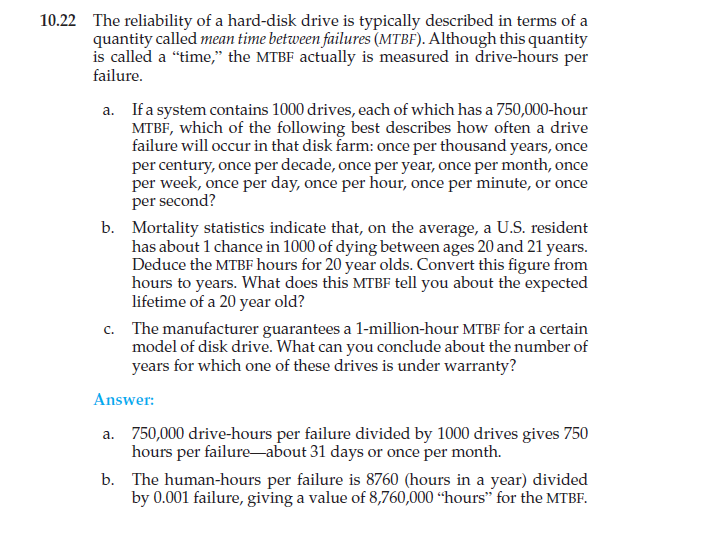 10.22 The reliability of a hard-disk drive is typically described in terms of a
quantity called mean time between failures (MTBF). Although this quantity
is called a “time,” the MTBF actually is measured in drive-hours per
failure.
a. If a system contains 1000 drives, each of which has a 750,000-hour
MTBF, which of the following best describes how often a drive
failure will occur in that disk farm: once per thousand years, once
per century, once per decade, once per year, once per month, once
per week, once per day, once per hour, once per minute, or once
per second?
b. Mortality statistics indicate that, on the average, a U.S. resident
has about 1 chance in 1000 of dying between ages 20 and 21 years.
Deduce the MTBF hours for 20 year olds. Convert this figure from
hours to years. What does this MTBF tell you about the expected
lifetime of a 20 year old?
c. The manufacturer guarantees a 1-million-hour MTBF for a certain
model of disk drive. What can you conclude about the number of
years for which one of these drives is under warranty?
Answer:
a. 750,000 drive-hours per failure divided by 1000 drives gives 750
hours per failure—about 31 days or once per month.
b. The human-hours per failure is 8760 (hours in a year) divided
by 0.001 failure, giving a value of 8,760,000 “hours” for the MTBF.